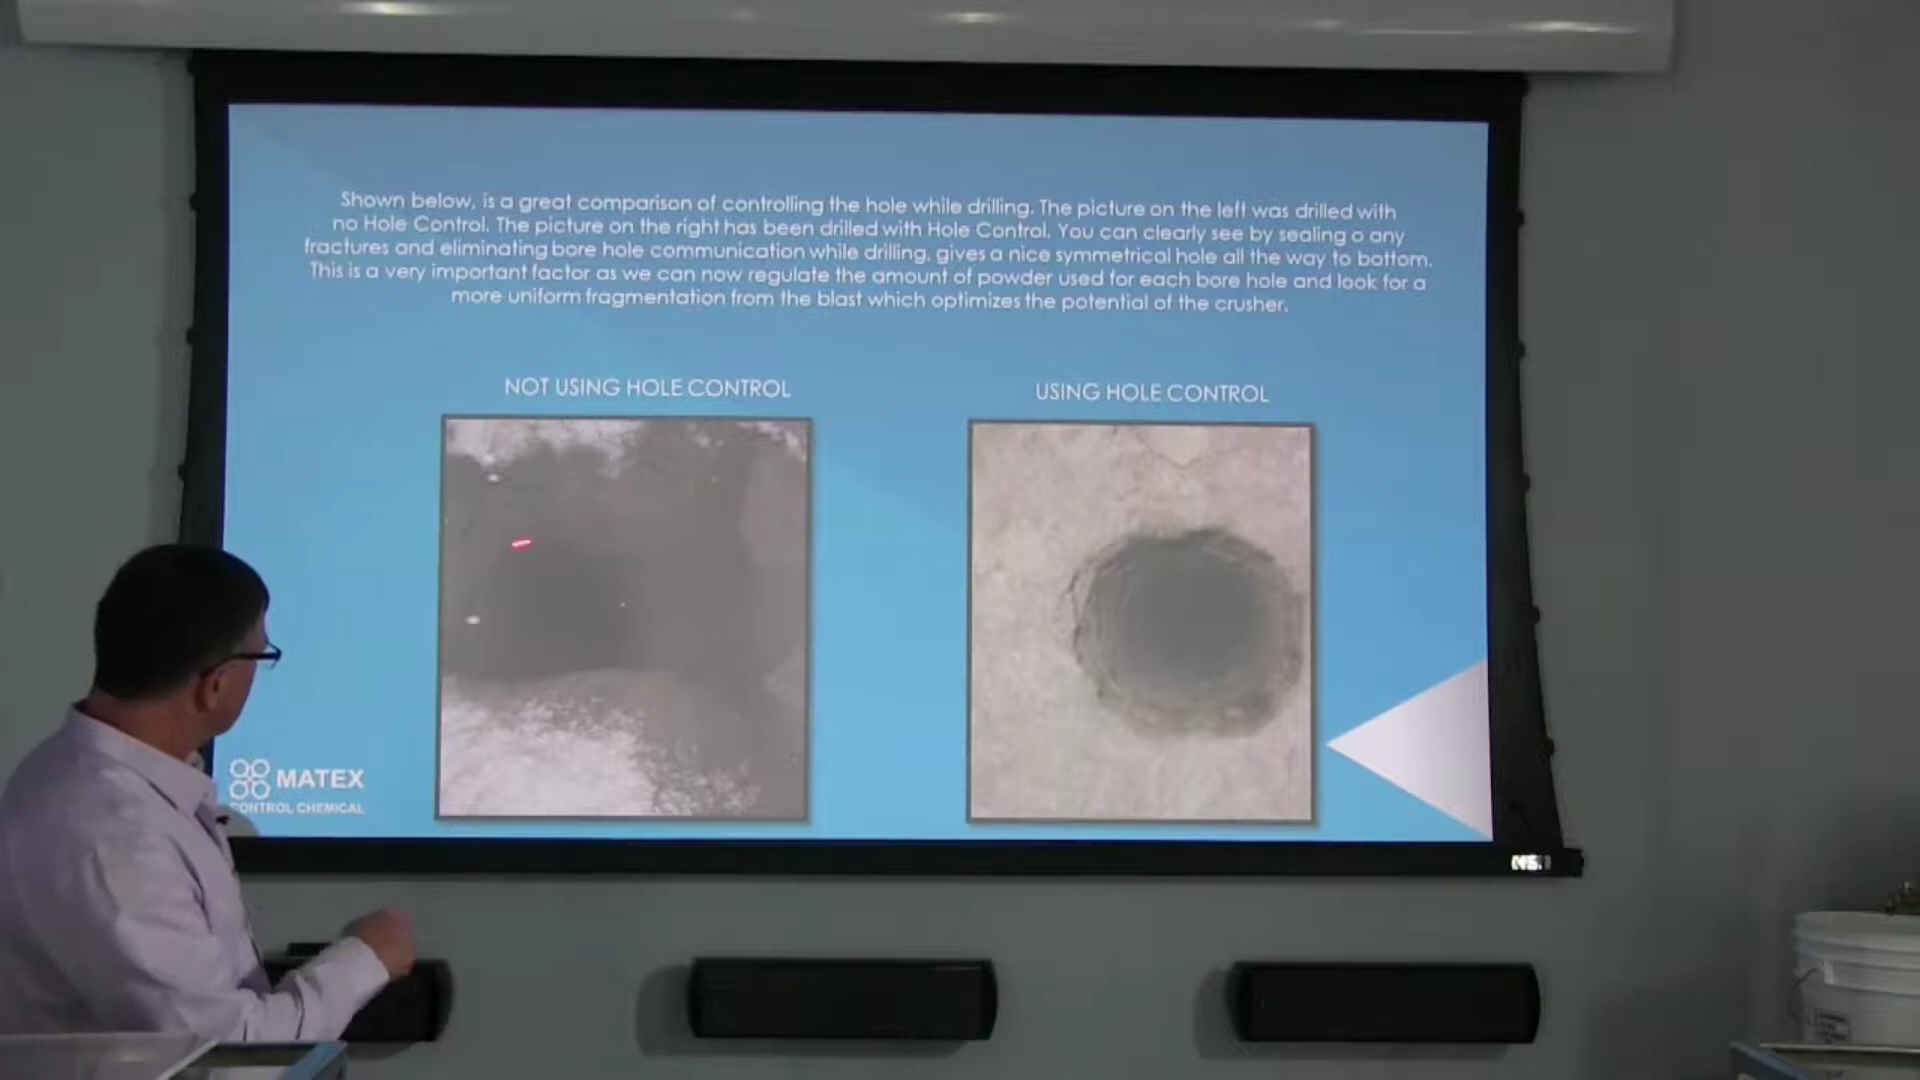 Shown below, is a great comparison of controlling the hole while drilling. The picture on the left was drilled with
no Hole Control. The picture on the right has been drilled with Hole Control. You can clearly see by sealing o any
fractures and eliminating bore hole communication while drilling, gives a nice symmetrical hole all the way to bottom.
This is a very important factor as we can now regulate the amount of powder used for each bore hole and look for a
more uniform fragmentation from the blast which optimizes the potential of the crusher.
NOT USING HOLE CONTROL
USING HOLE CONTROL
MATEX
CONTROL CHEMICAL